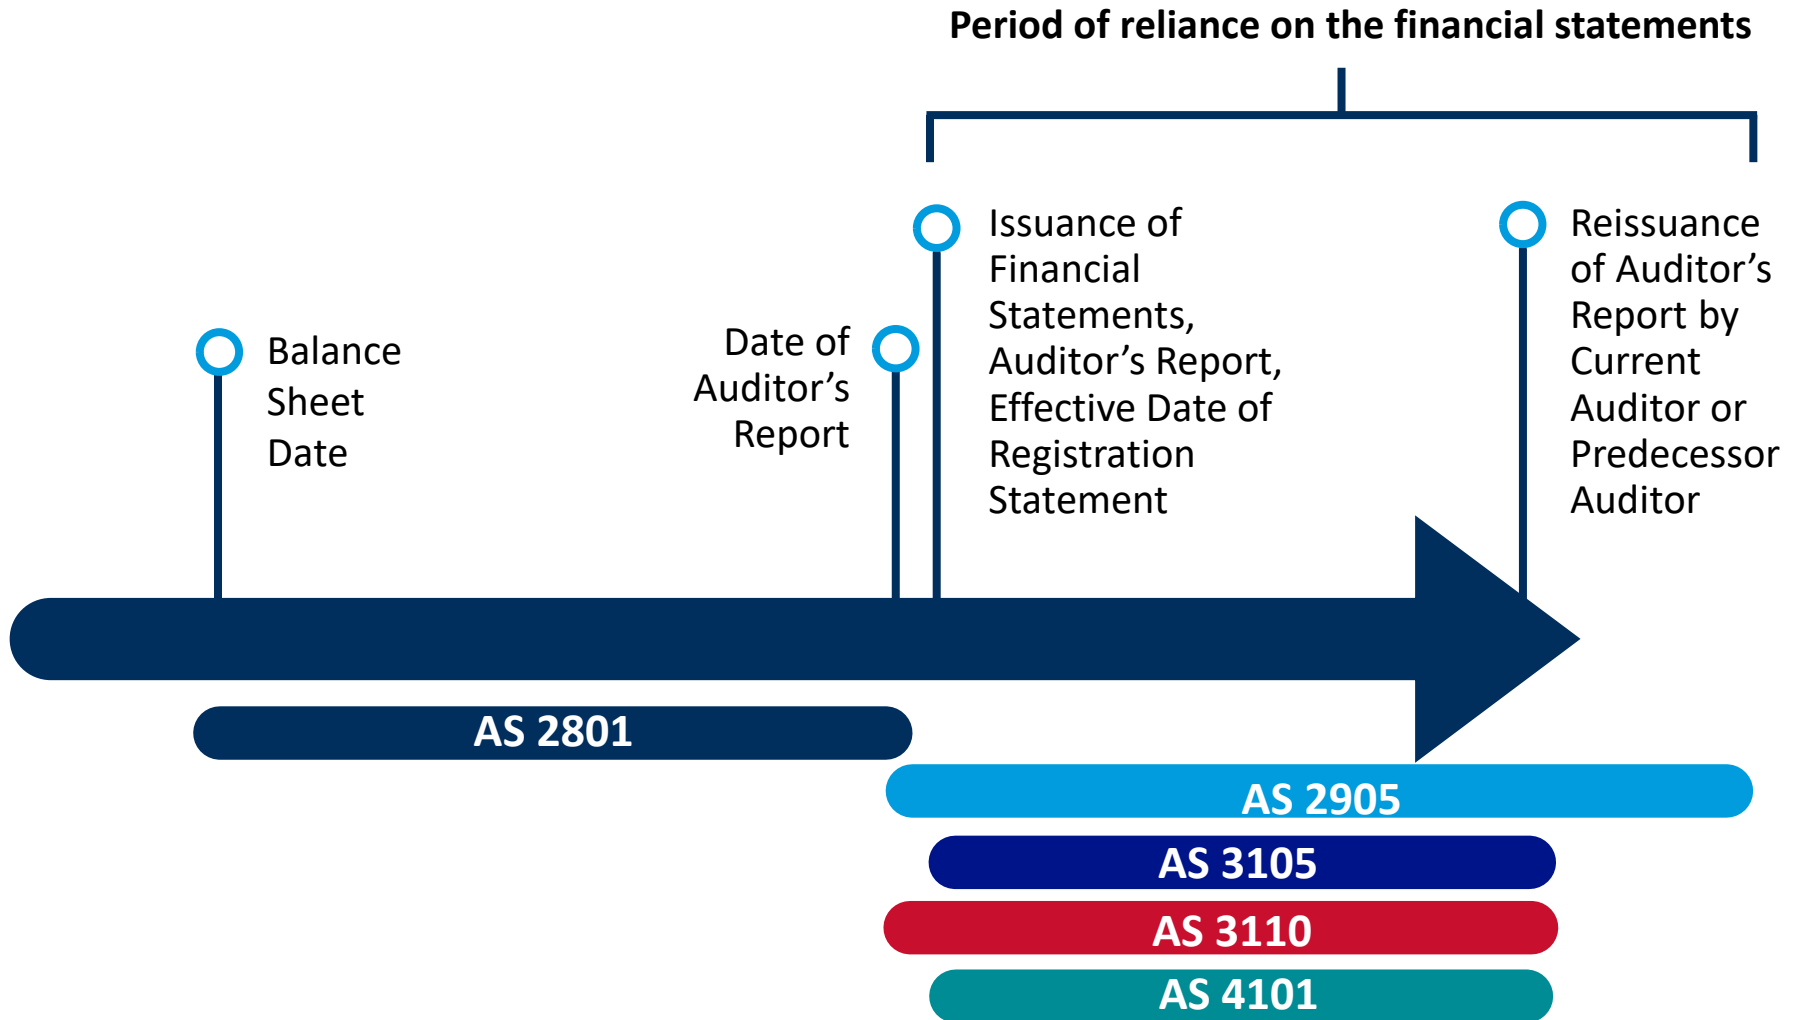 Period of reliance on the financial statements
Balance
Sheet
Date
Date of
Auditor’s
Report
Issuance of
Financial
Statements,
Auditor’s Report,
Effective Date of
Registration
Statement
Reissuance
of Auditor’s
Report by
Current
Auditor or
Predecessor
Auditor
AS 2801
AS 2905
AS 3105
AS 3110
AS 4101